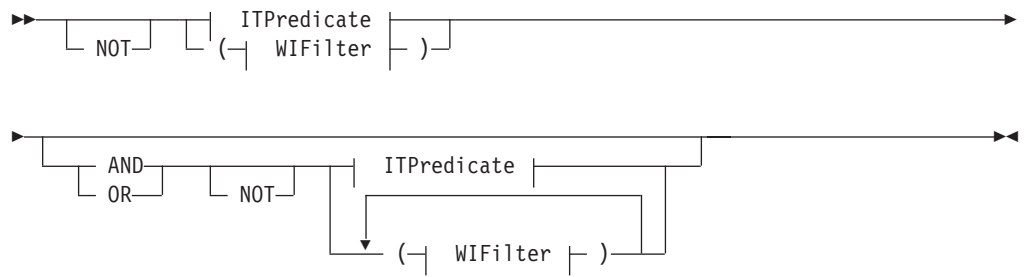 ITPredicate
NOT ( WIFilter )
AND ITPredicate
OR NOT
( WIFilter )